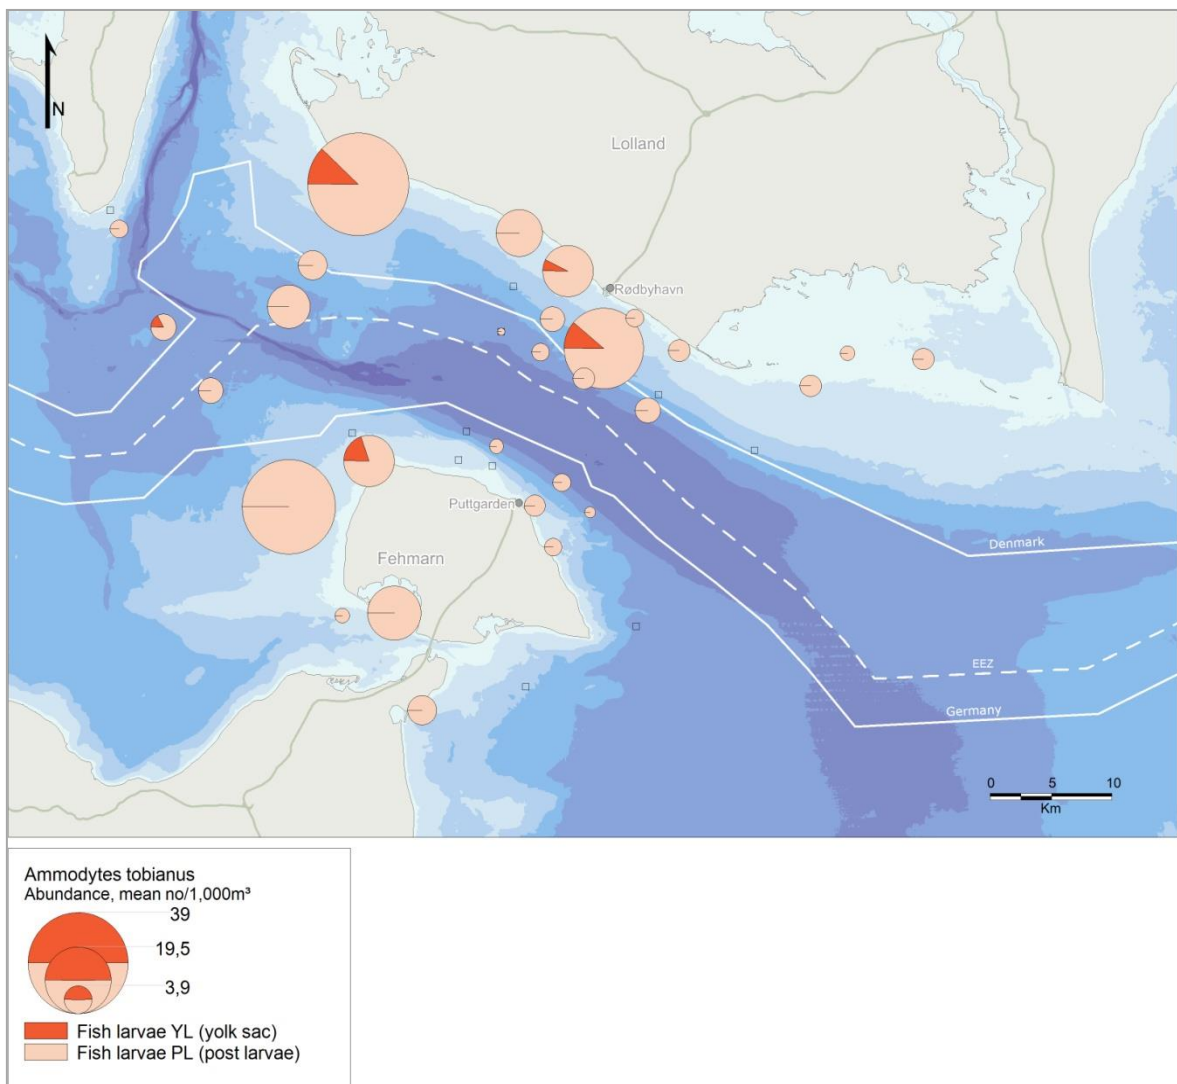 N
Lolland
Rødbyhavn
Puttgarden
Fehmarn
Denmark
EEZ
Germany
0 5 10
Km
Ammodytes tobianus
Abundance, mean no/1,000m³
39
19,5
3,9
Fish larvae YL (yolk sac)
Fish larvae PL (post larvae)